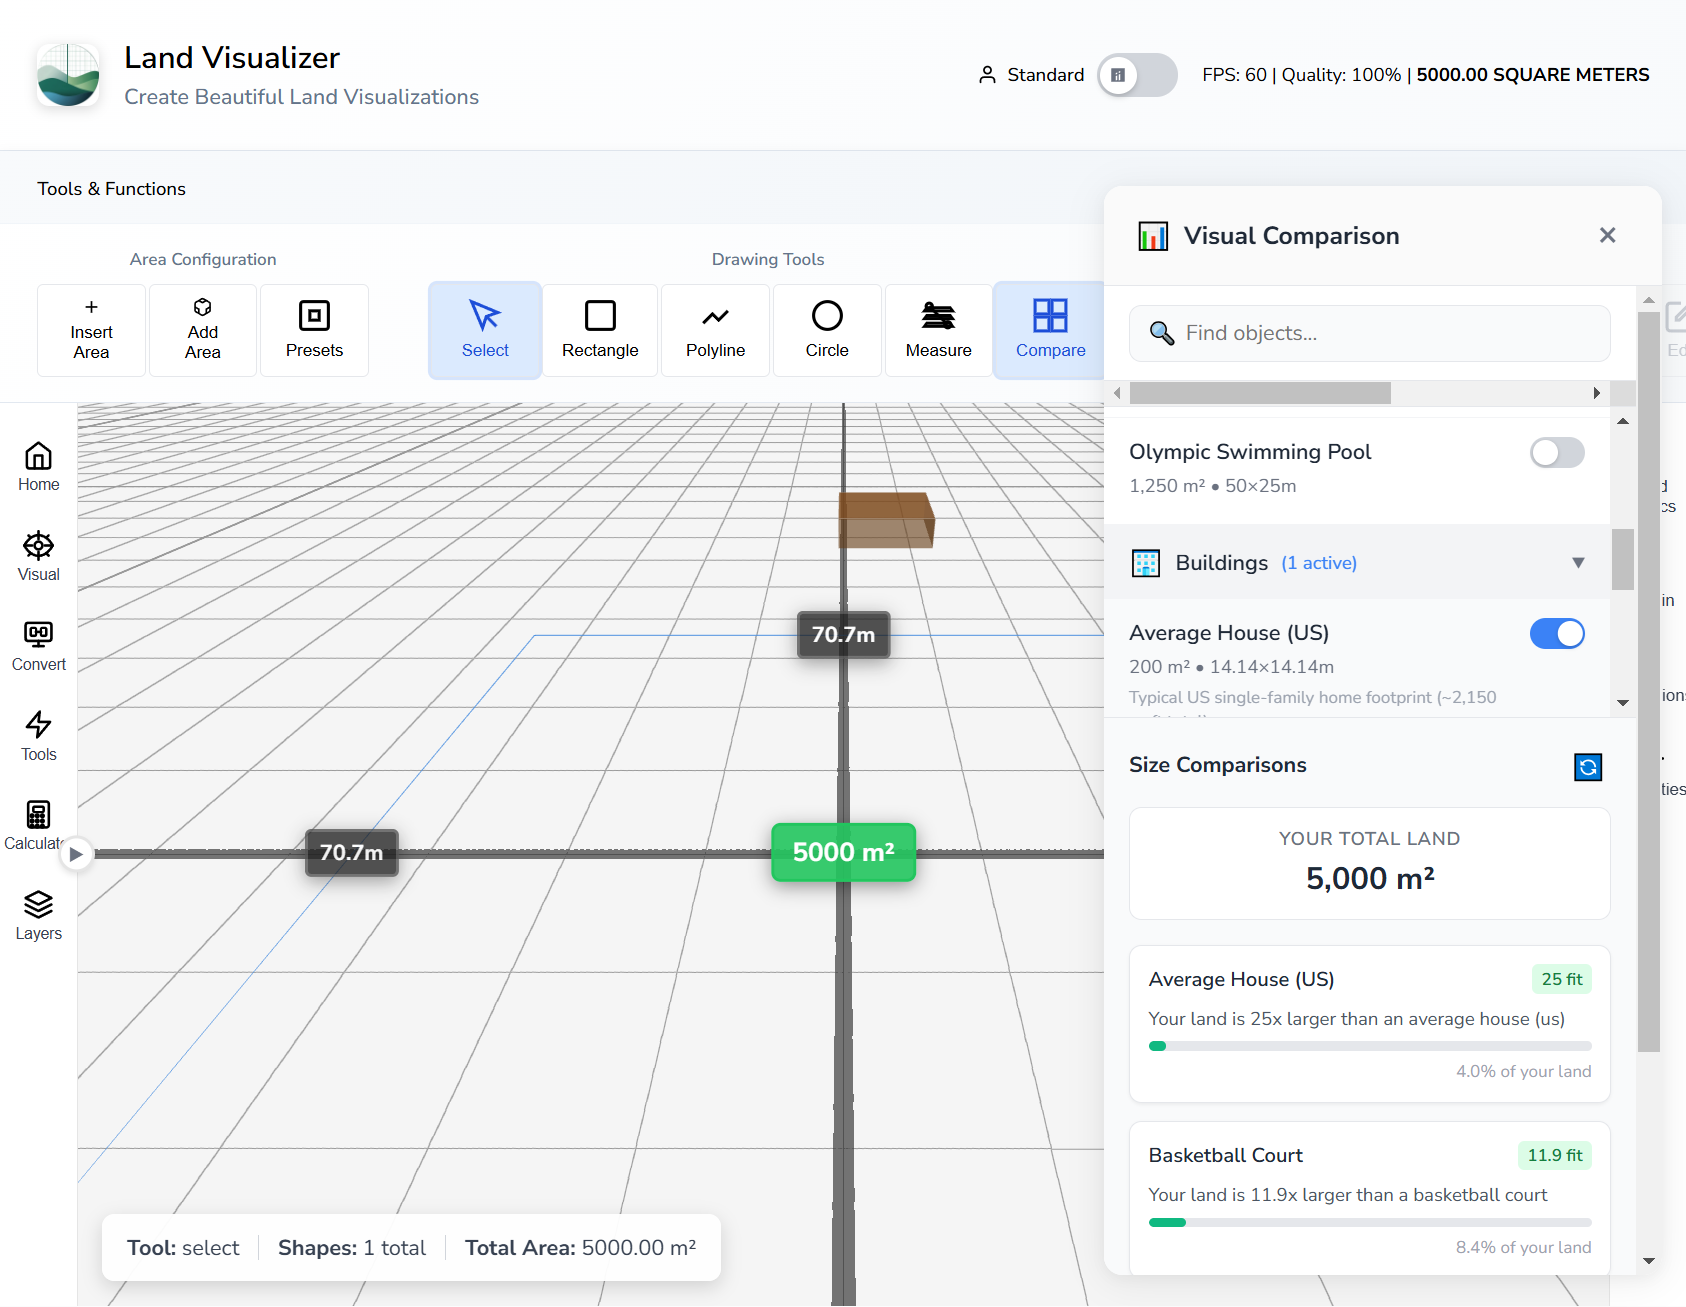 Land Visualizer
Create Beautiful Land Visualizations
Standard
FPS: 60 | Quality: 100% | 5000.00 SQUARE METERS
Tools & Functions
Area Configuration
Insert
Area
Add
Area
Presets
Drawing Tools
Select
Rectangle
Polyline
Circle
Measure
Compare
Home
Visual
Convert
Tools
Calculat
Layers
70.7m
70.7m
5000 m²
Tool: select
Shapes: 1 total
Total Area: 5000.00 m²
Visual Comparison
Find objects...
Olympic Swimming Pool
1,250 m² • 50×25m
Buildings (1 active)
Average House (US)
200 m² • 14.14×14.14m
Typical US single-family home footprint (~2,150
Size Comparisons
YOUR TOTAL LAND
5,000 m²
Average House (US)
25 fit
Your land is 25x larger than an average house (us)
4.0% of your land
Basketball Court
11.9 fit
Your land is 11.9x larger than a basketball court
8.4% of your land